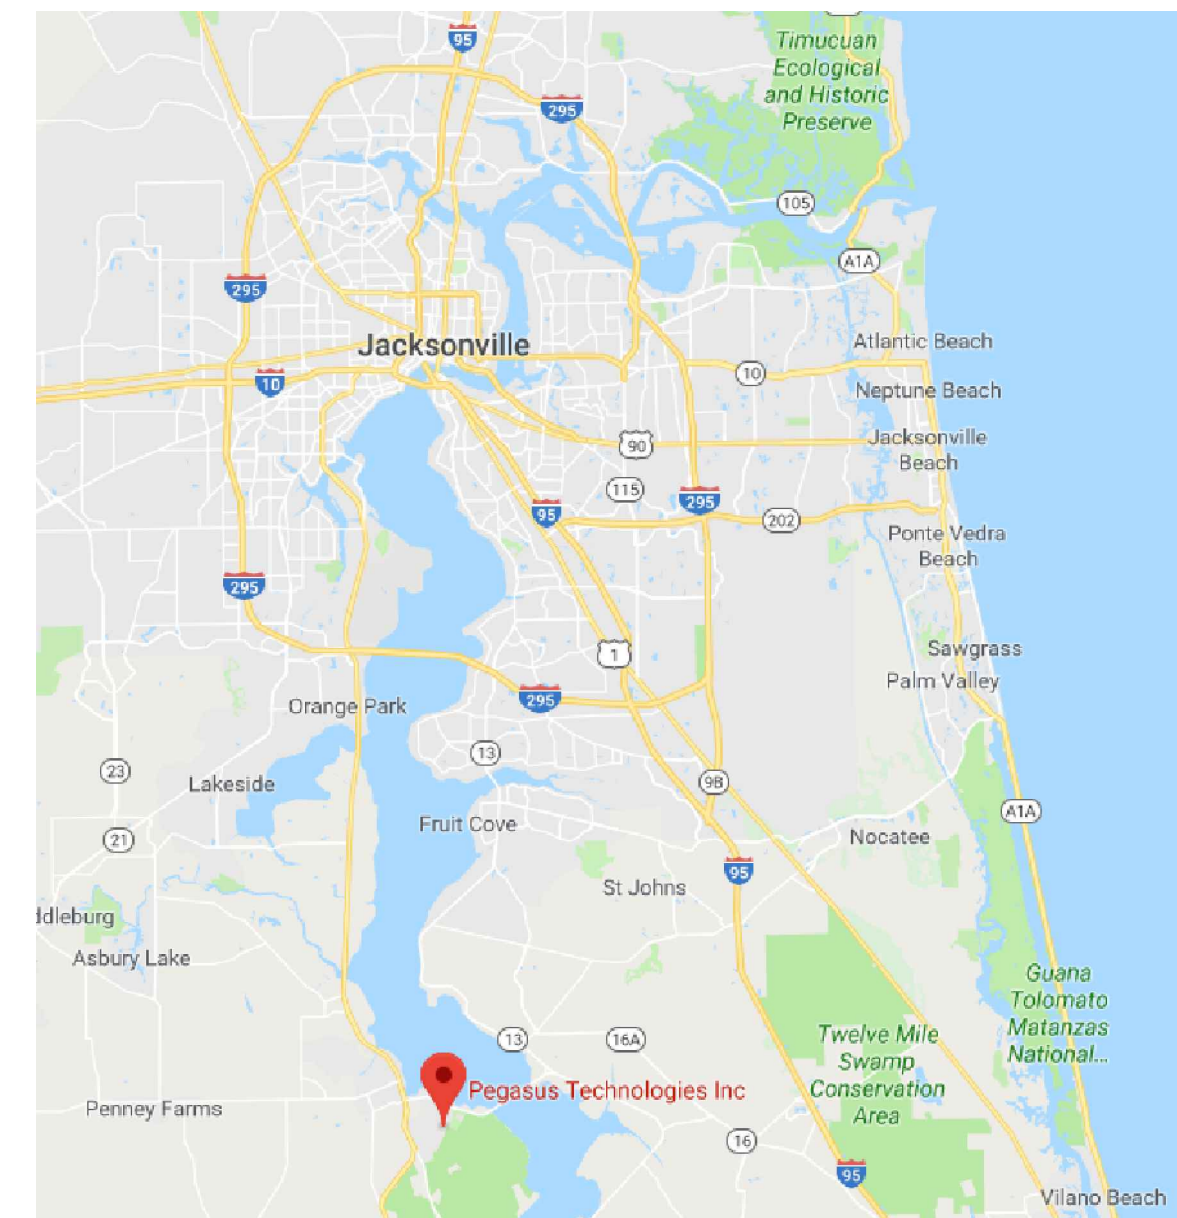 95
Timucuan
Ecological
and Historic
Preserve
295
105
A1A
295
Jacksonville
Atlantic Beach
10
10
Neptune Beach
90
Jacksonville
Beach
115
295
95
202
Ponte Vedra
Beach
295
1
Sawgrass
Palm Valley
295
Orange Park
13
23
9B
Lakeside
A1A
Fruit Cove
21
Nocatee
95
St Johns
ddleburg
Asbury Lake
Guana
Tolomato
Matanzas
National...
13
16A
Twelve Mile
Swamp
Conservation
Area
Pegasus Technologies Inc
Penney Farms
16
95
Vilano Beach